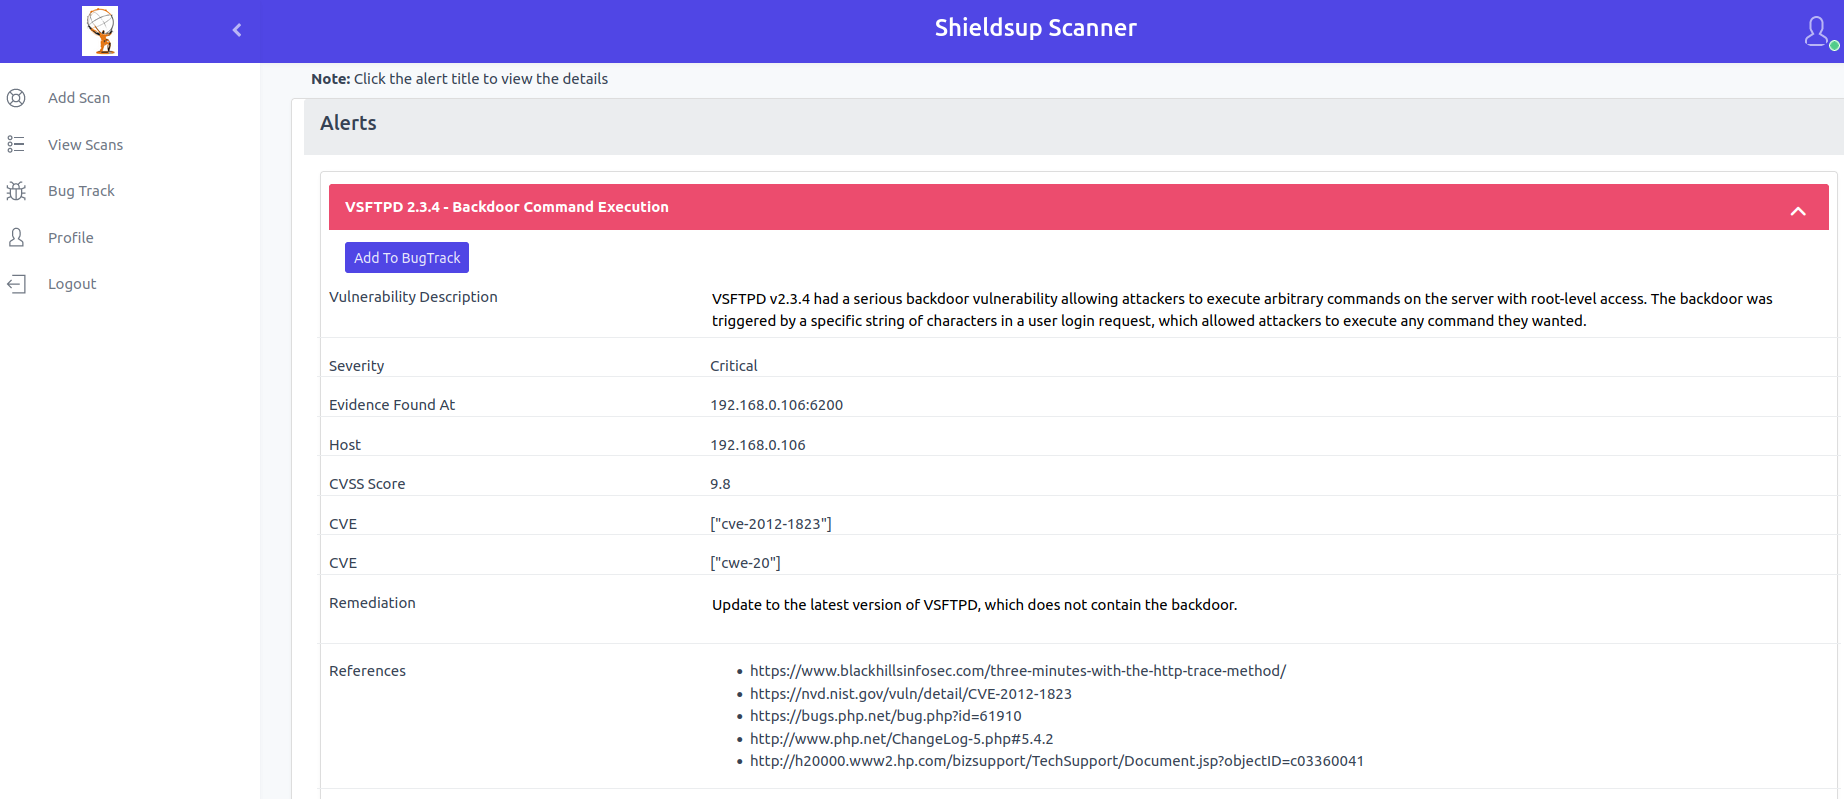 Shieldsup Scanner
Add Scan
View Scans
Bug Track
Profile
Logout
Note: Click the alert title to view the details
Alerts
VSFTPD 2.3.4 - Backdoor Command Execution
Add To BugTrack
Vulnerability Description
VSFTPD v2.3.4 had a serious backdoor vulnerability allowing attackers to execute arbitrary commands on the server with root-level access. The backdoor was
triggered by a specific string of characters in a user login request, which allowed attackers to execute any command they wanted.
Severity Critical
Evidence Found At 192.168.0.106:6200
Host 192.168.0.106
CVSS Score 9.8
CVE ["cve-2012-1823"]
CVE ["cwe-20"]
Remediation Update to the latest version of VSFTPD, which does not contain the backdoor.
References
• https://www.blackhillsinfosec.com/three-minutes-with-the-http-trace-method/
• https://nvd.nist.gov/vuln/detail/CVE-2012-1823
• https://bugs.php.net/bug.php?id=61910
• http://www.php.net/ChangeLog-5.php#5.4.2
• http://h20000.www2.hp.com/bizsupport/TechSupport/Document.jsp?objectID=c03360041